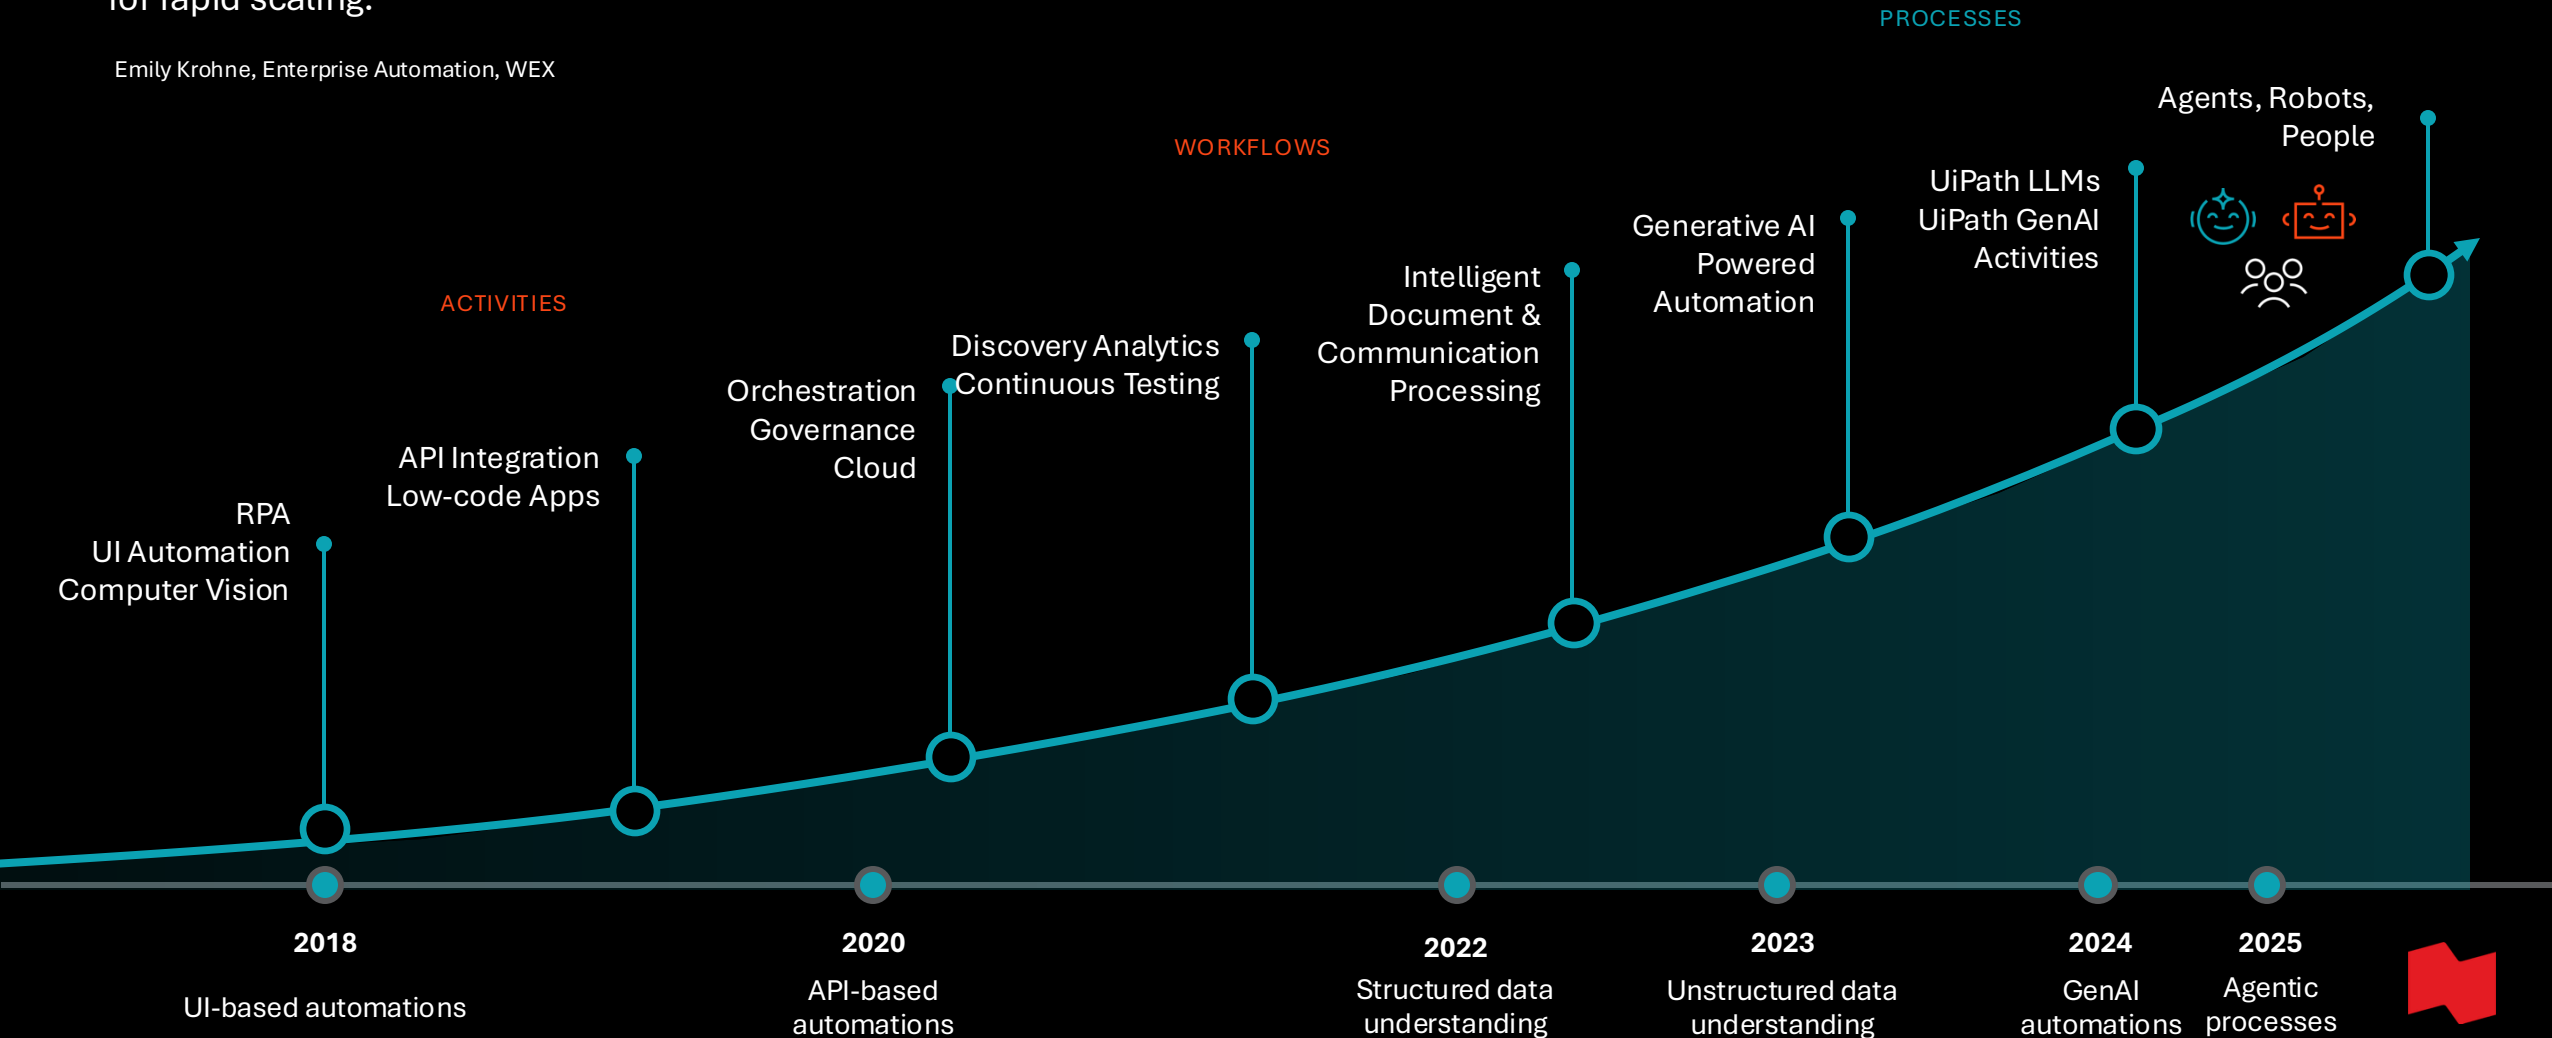 for rapid scaling.
Emily Krohne, Enterprise Automation, WEX
PROCESSES
WORKFLOWS
ACTIVITIES
RPA
UI Automation
Computer Vision
API Integration
Low-code Apps
Orchestration
Governance
Cloud
Discovery Analytics
Continuous Testing
Intelligent
Document &
Communication
Processing
Generative AI
Powered
Automation
UiPath LLMs
UiPath GenAI
Activities
Agents, Robots,
People
2018
UI-based automations
2020
API-based
automations
2022
Structured data
understanding
2023
Unstructured data
understanding
2024
GenAI
automations
2025
Agentic
processes